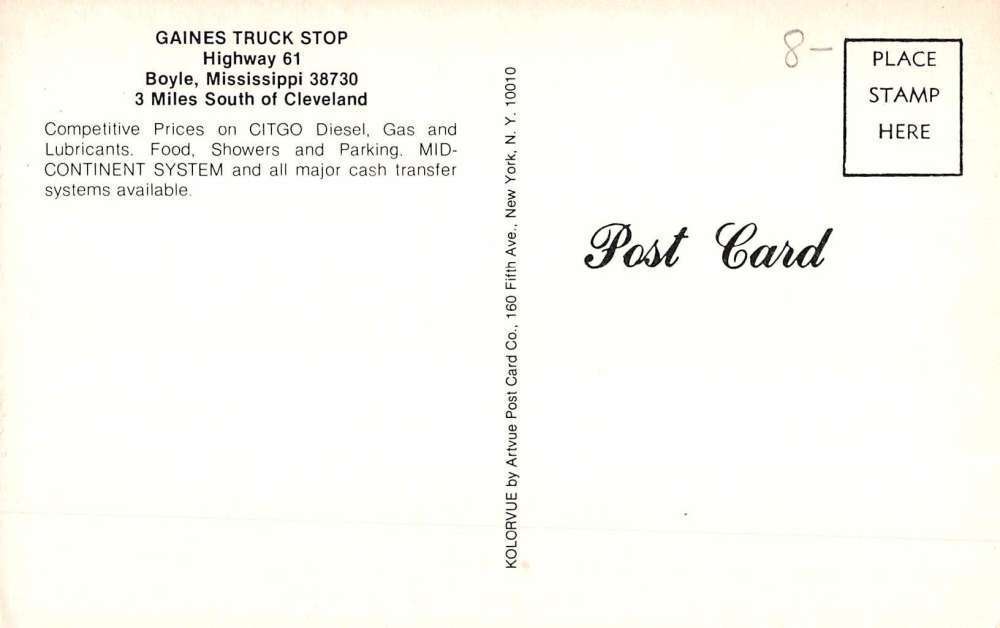 GAINES TRUCK STOP
Highway 61
Boyle, Mississippi 38730
3 Miles South of Cleveland
Competitive Prices on CITGO Diesel, Gas and
Lubricants. Food, Showers and Parking. MID-
CONTINENT SYSTEM and all major cash transfer
systems available.
KOLORVUE by Artvue Post Card Co., 160 Fifth Ave., New York, N. Y. 10010
8-
PLACE
STAMP
HERE
Post Card